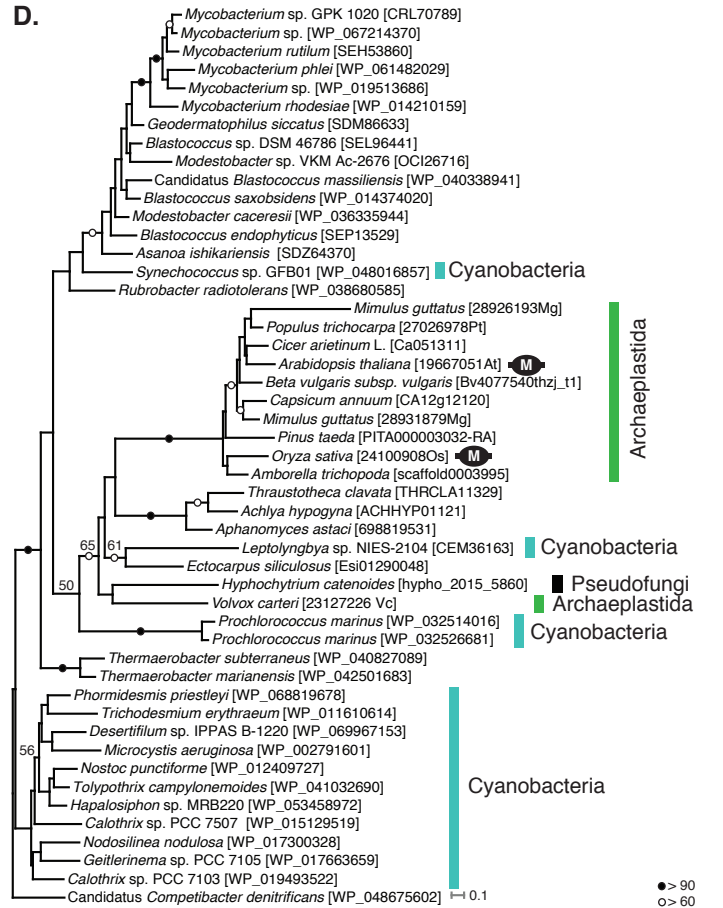 D.
Mycobacterium sp. GPK 1020 [CRL70789]
Mycobacterium sp. [WP_067214370]
Mycobacterium rutilum [SEH53860]
Mycobacterium phlei [WP_061482029]
Mycobacterium sp. [WP_019513686]
Mycobacterium rhodesiae [WP_014210159]
Geodermatophilus siccatus [SDM86633]
Blastococcus sp. DSM 46786 [SEL96441]
Modestobacter sp. VKM Ac-2676 [OCI26716]
Candidatus Blastococcus massiliensis [WP_040338941]
Blastococcus saxobsidens [WP_014374020]
Modestobacter caceresii [WP_036335944]
Blastococcus endophyticus [SEP13529]
Asanoa ishikariensis [SDZ64370]
Synechococcus sp. GFB01 [WP_048016857] Cyanobacteria
Rubrobacter radiotolerans [WP_038680585]
Mimulus guttatus [28926193Mg]
Populus trichocarpa [27026978Pt]
Cicer arietinum L. [Ca051311]
Arabidopsis thaliana [19667051At] M
Beta vulgaris subsp. vulgaris [Bv4077540thzj_t1]
Capsicum annuum [CA12g12120]
Mimulus guttatus [28931879Mg]
Pinus taeda [PITA000003032-RA]
Oryza sativa [24100908Os] M
Amborella trichopoda [scaffold0003995]
Archaeplastida
Thraustotheca clavata [THRCLA11329]
Achlya hypogyna [ACHHYP01121]
Aphanomyces astaci [698819531]
65 61 Leptolyngbya sp. NIES-2104 [CEM36163] Cyanobacteria
Ectocarpus siliculosus [Esi01290048]
50 Hyphochytrium catenoides [hypho_2015_5860] Pseudofungi
Volvox carteri [23127226 Vc] Archaeplastida
Prochlorococcus marinus [WP_032514016]
Cyanobacteria
Prochlorococcus marinus [WP_032526681]
Thermaerobacter subterraneus [WP_040827089]
Thermaerobacter marianensis [WP_042501683]
Phormidesmis priestleyi [WP_068819678]
Trichodesmium erythraeum [WP_011610614]
Desertifilum sp. IPPAS B-1220 [WP_069967153]
56 Microcystis aeruginosa [WP_002791601]
Nostoc punctiforme [WP_012409727]
Tolypothrix campylonemoides [WP_041032690]
Cyanobacteria
Hapalosiphon sp. MRB220 [WP_053458972]
Calothrix sp. PCC 7507 [WP_015129519]
Nodosilinea nodulosa [WP_017300328]
Geitlerinema sp. PCC 7105 [WP_017663659]
Calothrix sp. PCC 7103 [WP_019493522]
Candidatus Competibacter denitrificans [WP_048675602] 0.1
> 90
> 60